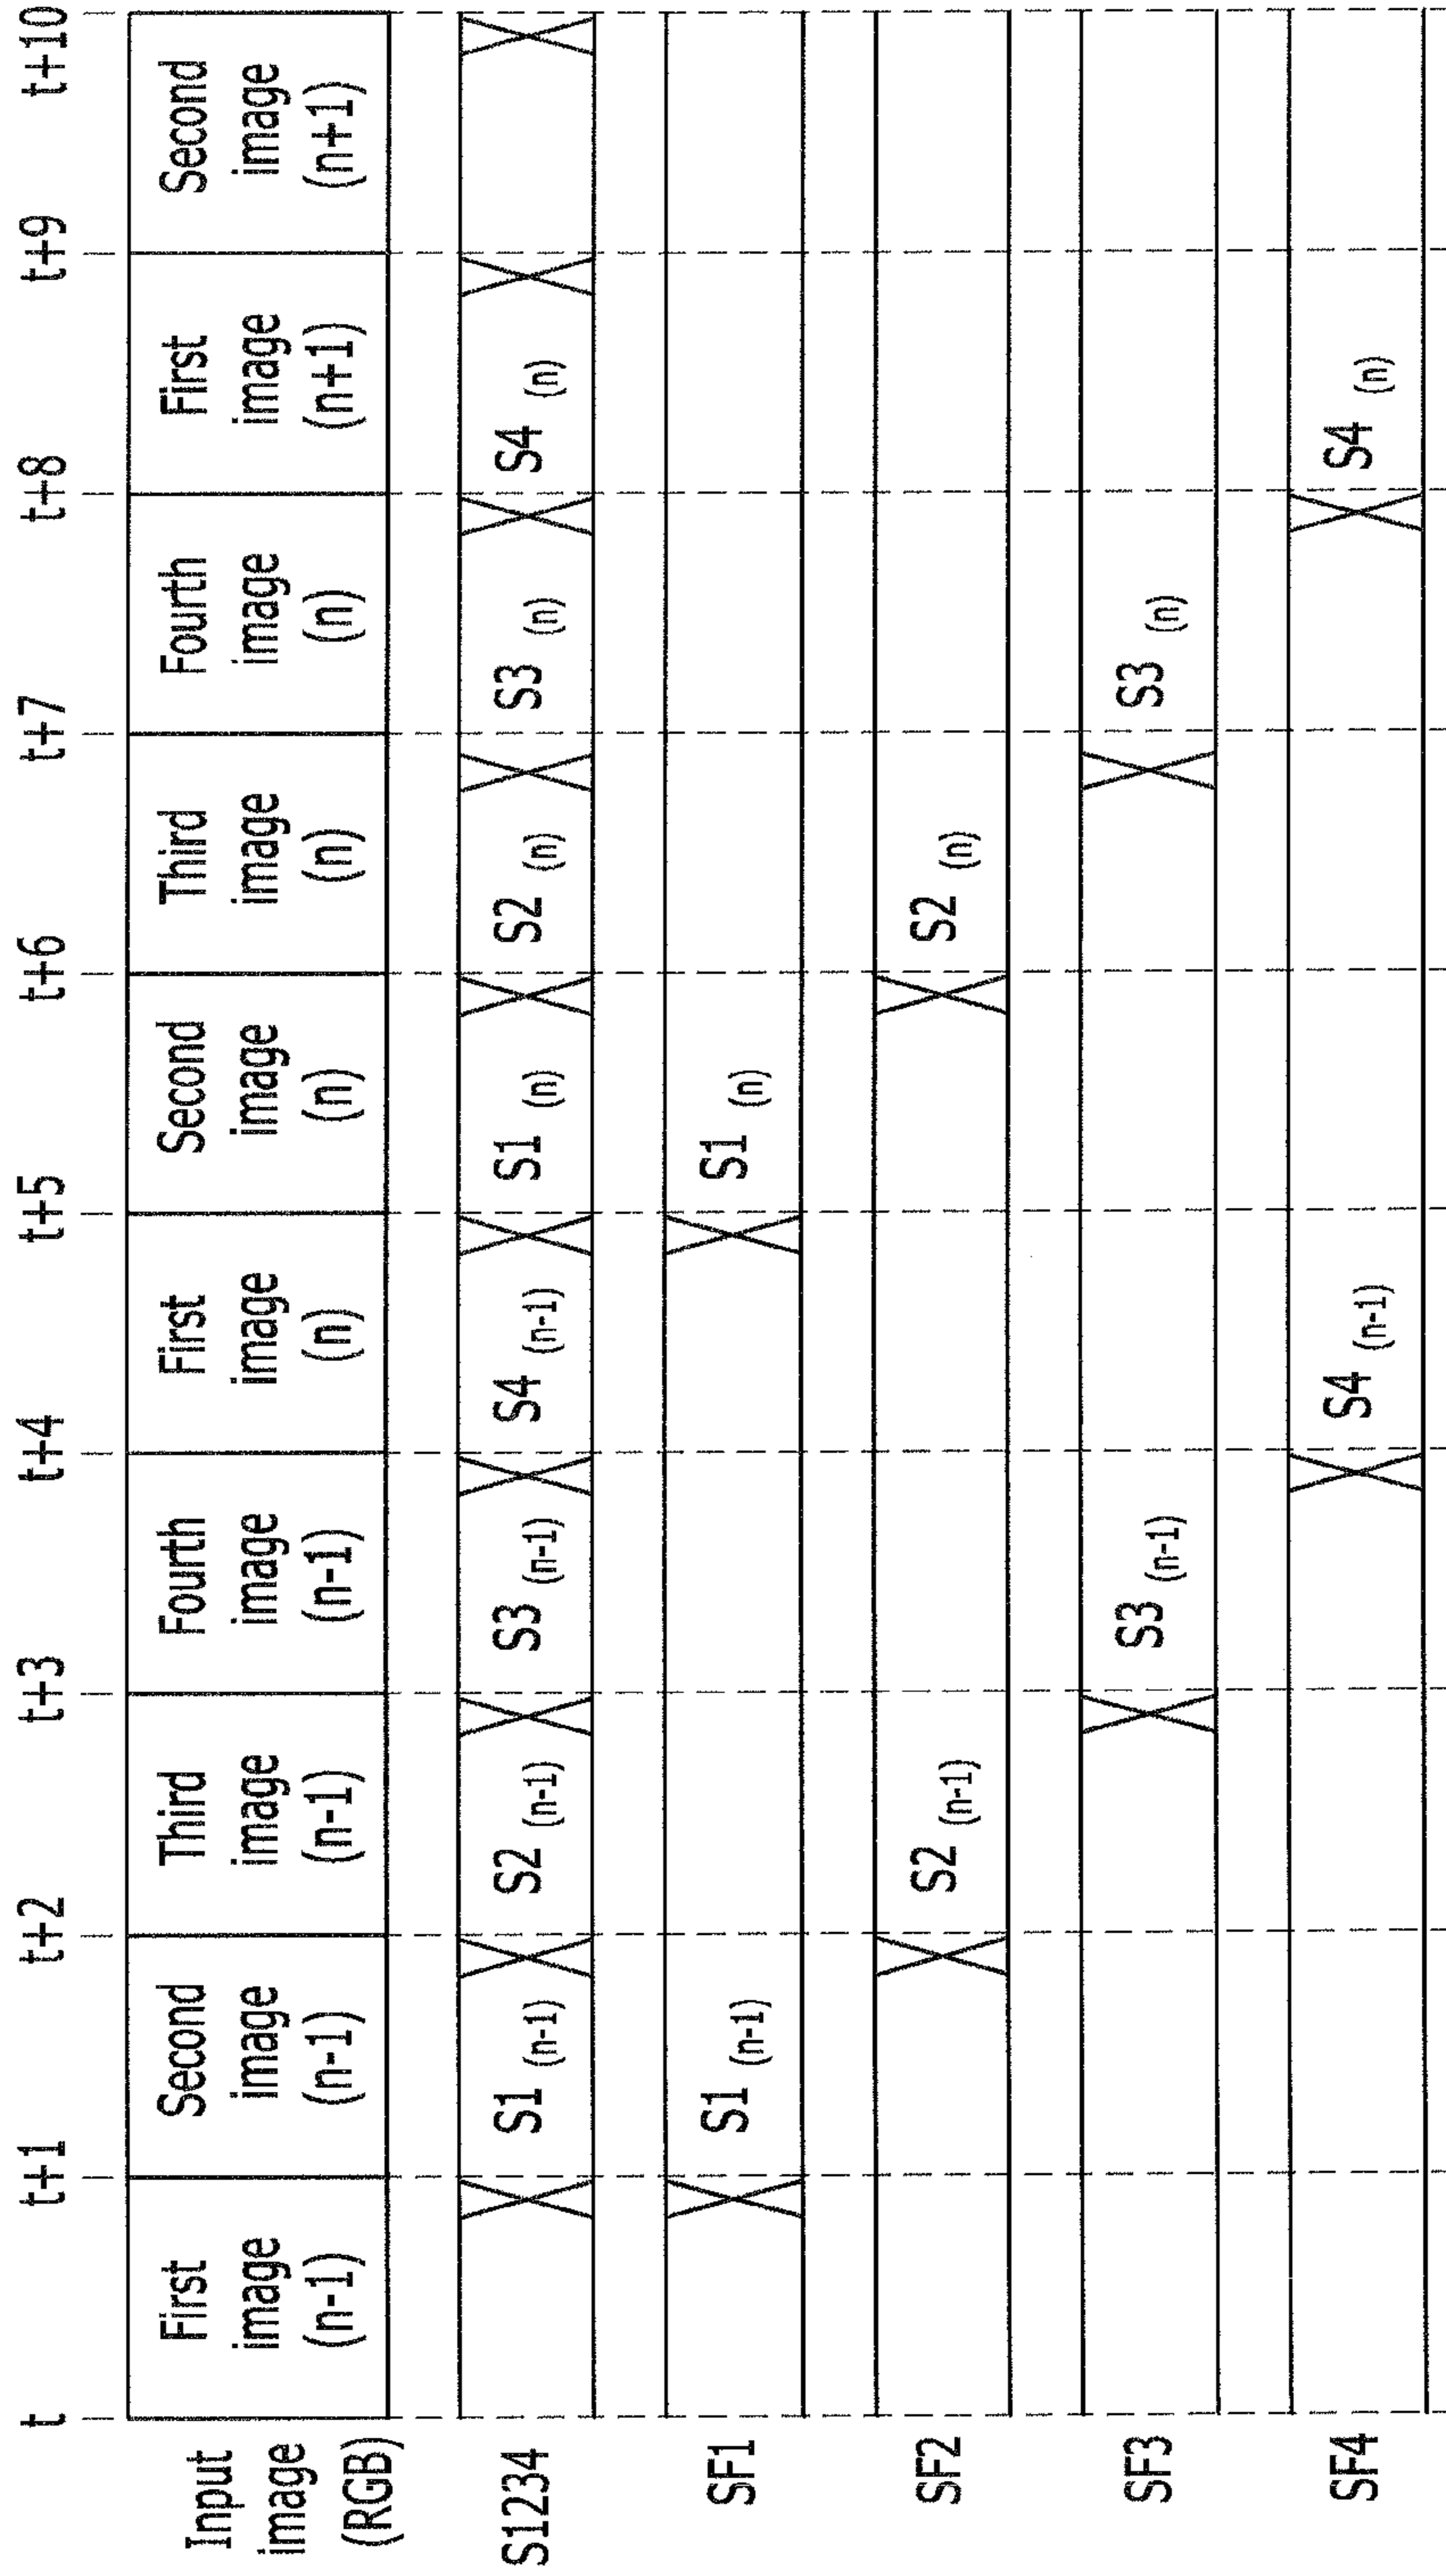 t
t+1
t+2
t+3
t+4
t+5
t+6
t+7
t+8
t+9
t+10
Input
image
(RGB)
First
image
(n-1)
Second
image
(n-1)
Third
image
(n-1)
Fourth
image
(n-1)
First
image
(n)
Second
image
(n)
Third
image
(n)
Fourth
image
(n)
First
image
(n+1)
Second
image
(n+1)
S1234
S1 (n-1)
S2 (n-1)
S3 (n-1)
S4 (n-1)
S1 (n)
S2 (n)
S3 (n)
S4 (n)
SF1
S1 (n-1)
S1 (n)
SF2
S2 (n-1)
S2 (n)
SF3
S3 (n-1)
S3 (n)
SF4
S4 (n-1)
S4 (n)